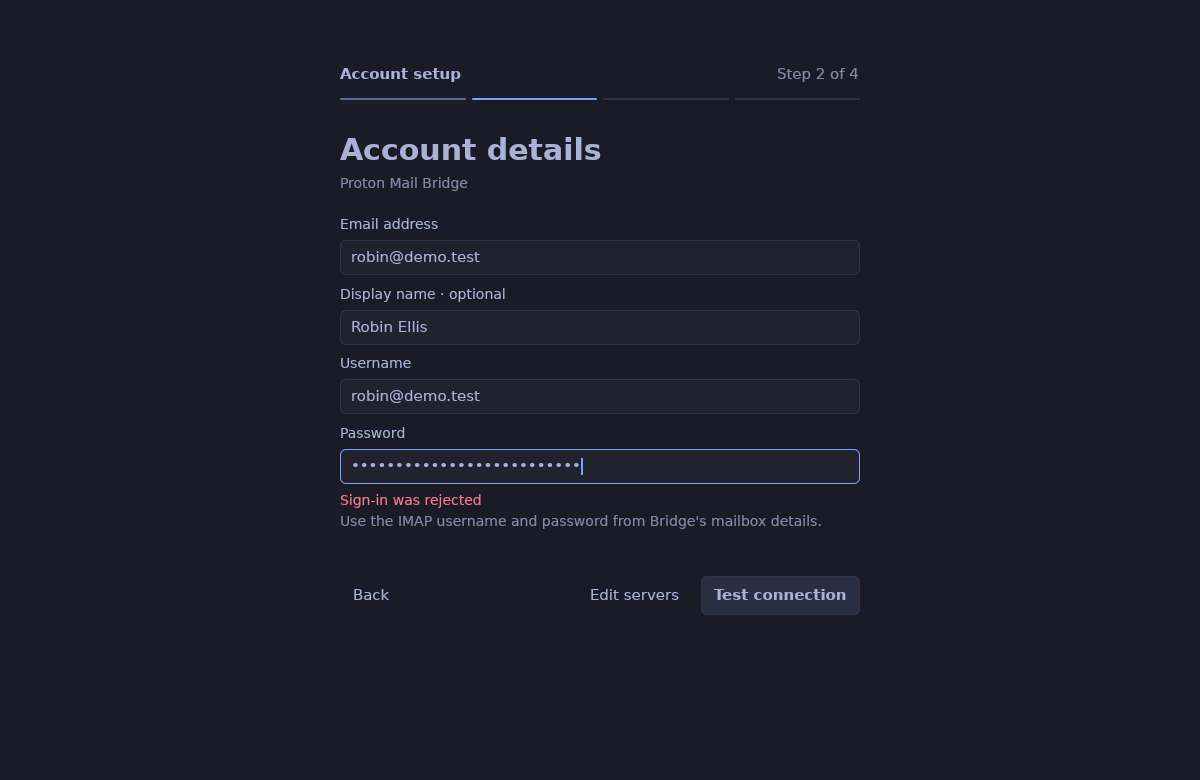 Account setup
Step 2 of 4
Account details
Proton Mail Bridge
Email address
robin@demo.test
Display name · optional
Robin Ellis
Username
robin@demo.test
Password
••••••••••••••••••••••••••
Sign-in was rejected
Use the IMAP username and password from Bridge's mailbox details.
Back
Edit servers
Test connection